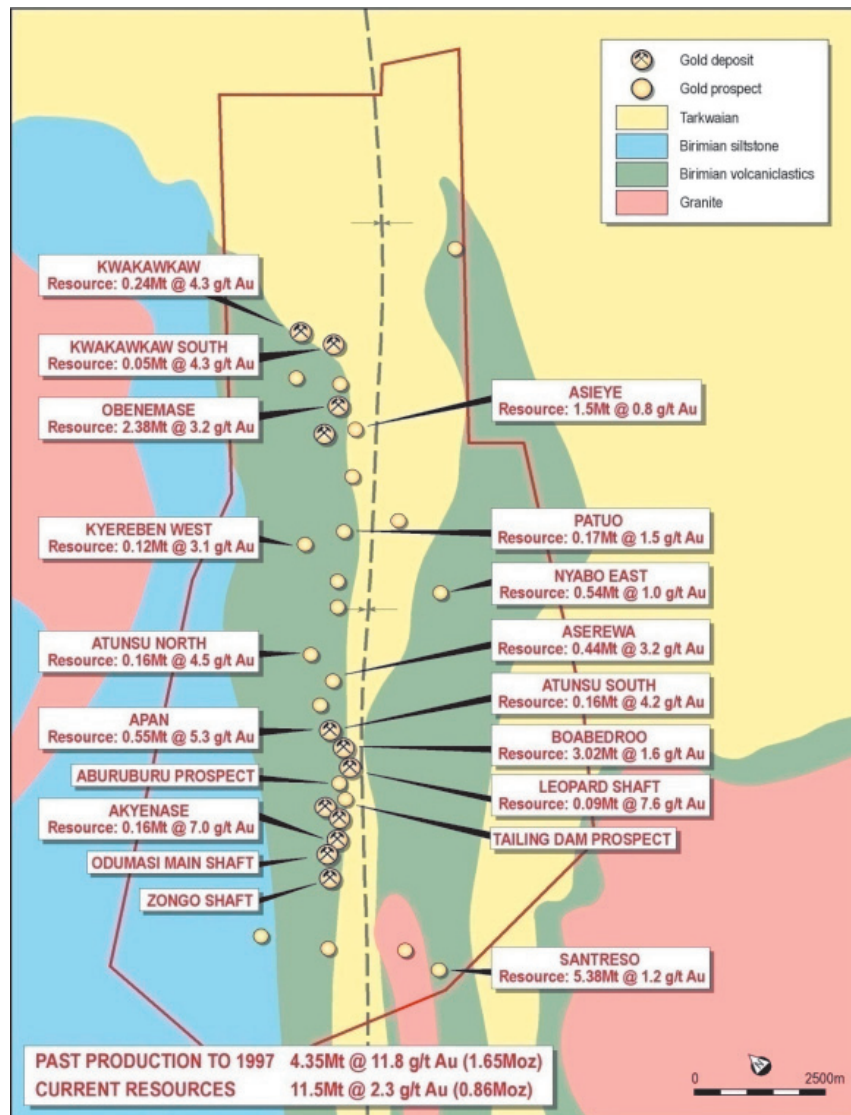 Gold deposit
Gold prospect
Tarkwaian
Birimian siltstone
Birimian volcaniclastics
Granite
KWAKAWKAW
Resource: 0.24Mt @ 4.3 g/t Au
KWAKAWKAW SOUTH
Resource: 0.05Mt @ 4.3 g/t Au
OBENEMASE
Resource: 2.38Mt @ 3.2 g/t Au
ASIEYE
Resource: 1.5Mt @ 0.8 g/t Au
KYEREBEN WEST
Resource: 0.12Mt @ 3.1 g/t Au
PATUO
Resource: 0.17Mt @ 1.5 g/t Au
NYABO EAST
Resource: 0.54Mt @ 1.0 g/t Au
ATUNSU NORTH
Resource: 0.16Mt @ 4.5 g/t Au
ASEREWA
Resource: 0.44Mt @ 3.2 g/t Au
ATUNSU SOUTH
Resource: 0.16Mt @ 4.2 g/t Au
APAN
Resource: 0.55Mt @ 5.3 g/t Au
BOABEDROO
Resource: 3.02Mt @ 1.6 g/t Au
ABURUBURU PROSPECT
LEOPARD SHAFT
Resource: 0.09Mt @ 7.6 g/t Au
AKYENASE
Resource: 0.16Mt @ 7.0 g/t Au
TAILING DAM PROSPECT
ODUMASI MAIN SHAFT
ZONGO SHAFT
SANTRESO
Resource: 5.38Mt @ 1.2 g/t Au
PAST PRODUCTION TO 1997 4.35Mt @ 11.8 g/t Au (1.65Moz)
CURRENT RESOURCES 11.5Mt @ 2.3 g/t Au (0.86Moz)
N
0 2500m